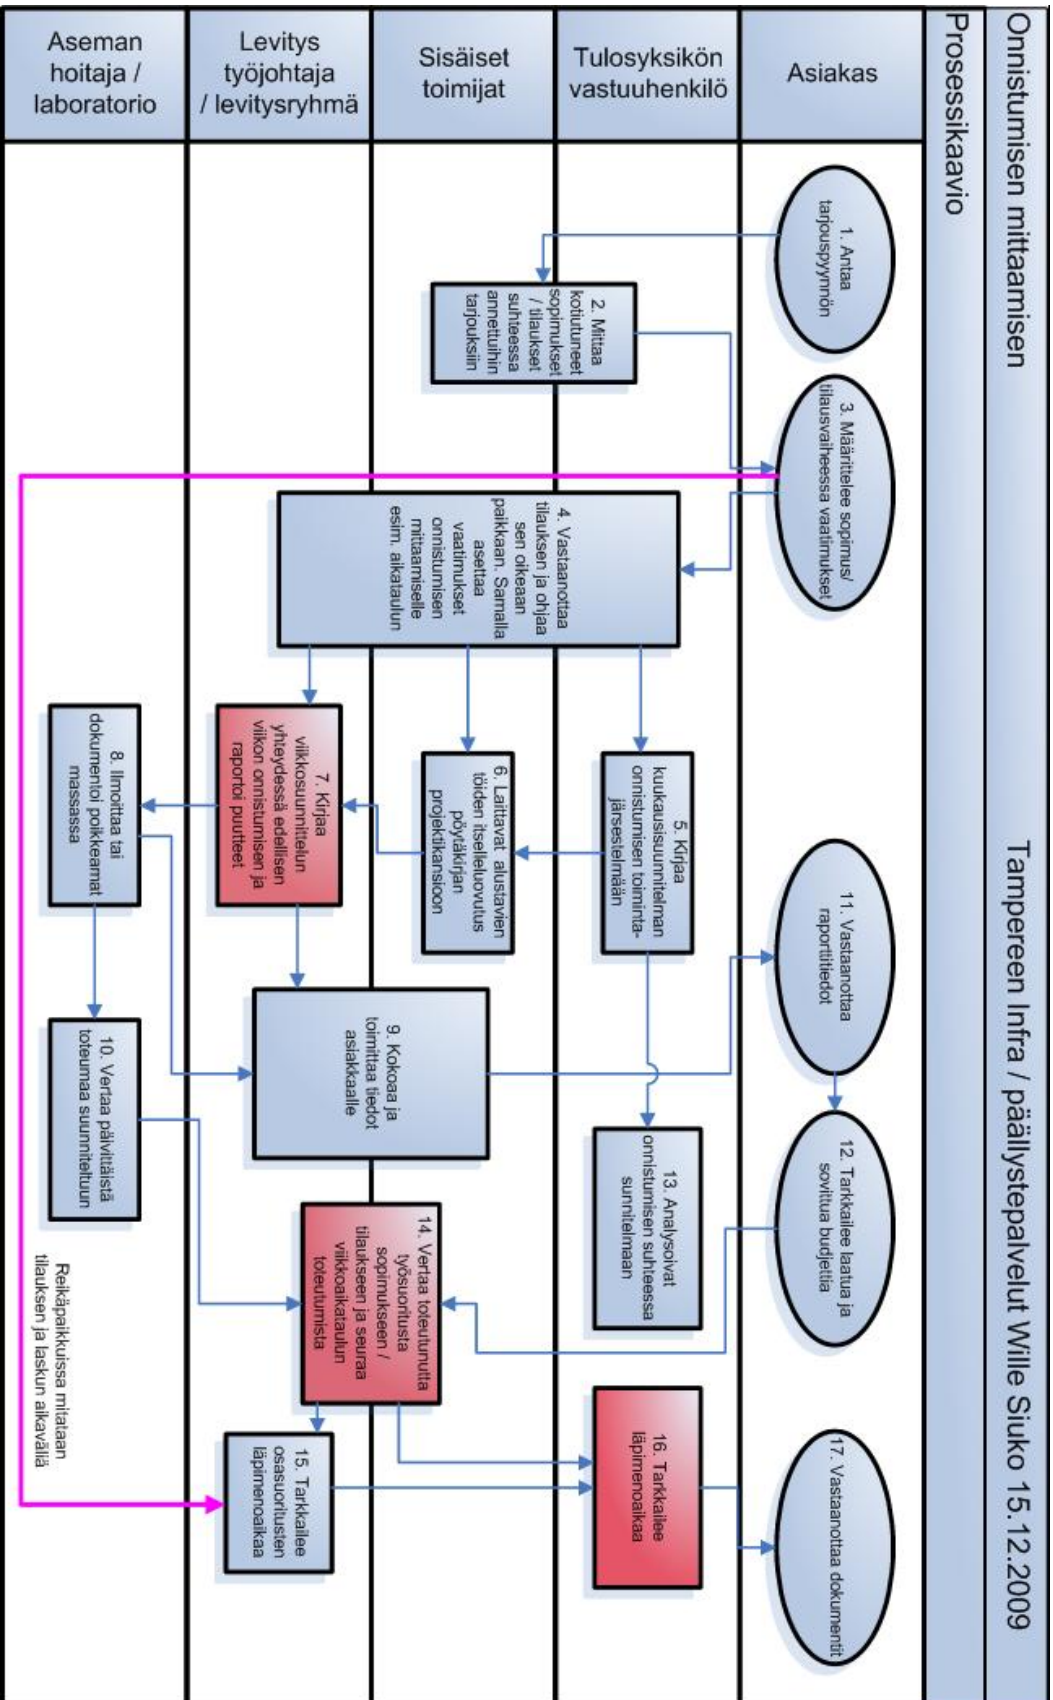 Onnistumisen mittaamisen
Tampereen Infra / päällystepalvelut Wille Siuko 15.12.2009
Prosessikaavio
Asiakas
Tulosyksikön
vastuuhenkilö
Sisäiset
toimijat
Levitys
työjohtaja
/ levitysryhmä
Aseman
hoitaja /
laboratorio
1. Antaa
tarjouspyynnön
2. Mittaa
kotiutuneet
sopimukset
/ tilaukset
suhteessa
annettuihin
tarjouksiin
3. Määrittelee sopimus/
tilausvaiheessa vaatimukset
4. Vastaanottaa
tilauksen ja ohjaa
sen oikeaan
paikkaan. Samalla
asettaa
vaatimukset
onnistumisen
mittaamiselle
esim. aikataulun
5. Kirjaa
kuukausisuunnitelman
onnistumisen toiminta-
järsestelmään
6. Laittavat alustavien
töiden itselleluovutus
pöytäkirjan
projektikansioon
7. Kirjaa
viikkosuunnittelun
yhteydessä edellisen
viikon onnistumisen ja
raportoi puutteet
8. Ilmoittaa tai
dokumentoi poikkeamat
massassa
9. Kokoaa ja
toimittaa tiedot
asiakkaalle
10. Vertaa päivittäistä
toteumaa suunniteltuun
11. Vastaanottaa
raporttitiedot
12. Tarkkailee laatua ja
sovittua budjettia
13. Analysoivat
onnistumisen suhteessa
sunnitelmaan
14. Vertaa toteutunutta
työsuoritusta
sopimukseen /
tilaukseen ja seuraa
viikkoaikataulun
toteutumista
15. Tarkkailee
osasuoritusten
läpimenoaikaa
16. Tarkkailee
läpimenoaikaa
17. Vastaanottaa dokumentit
Reikäpaikkuissa mitataan
tilauksen ja laskun aikaväliä